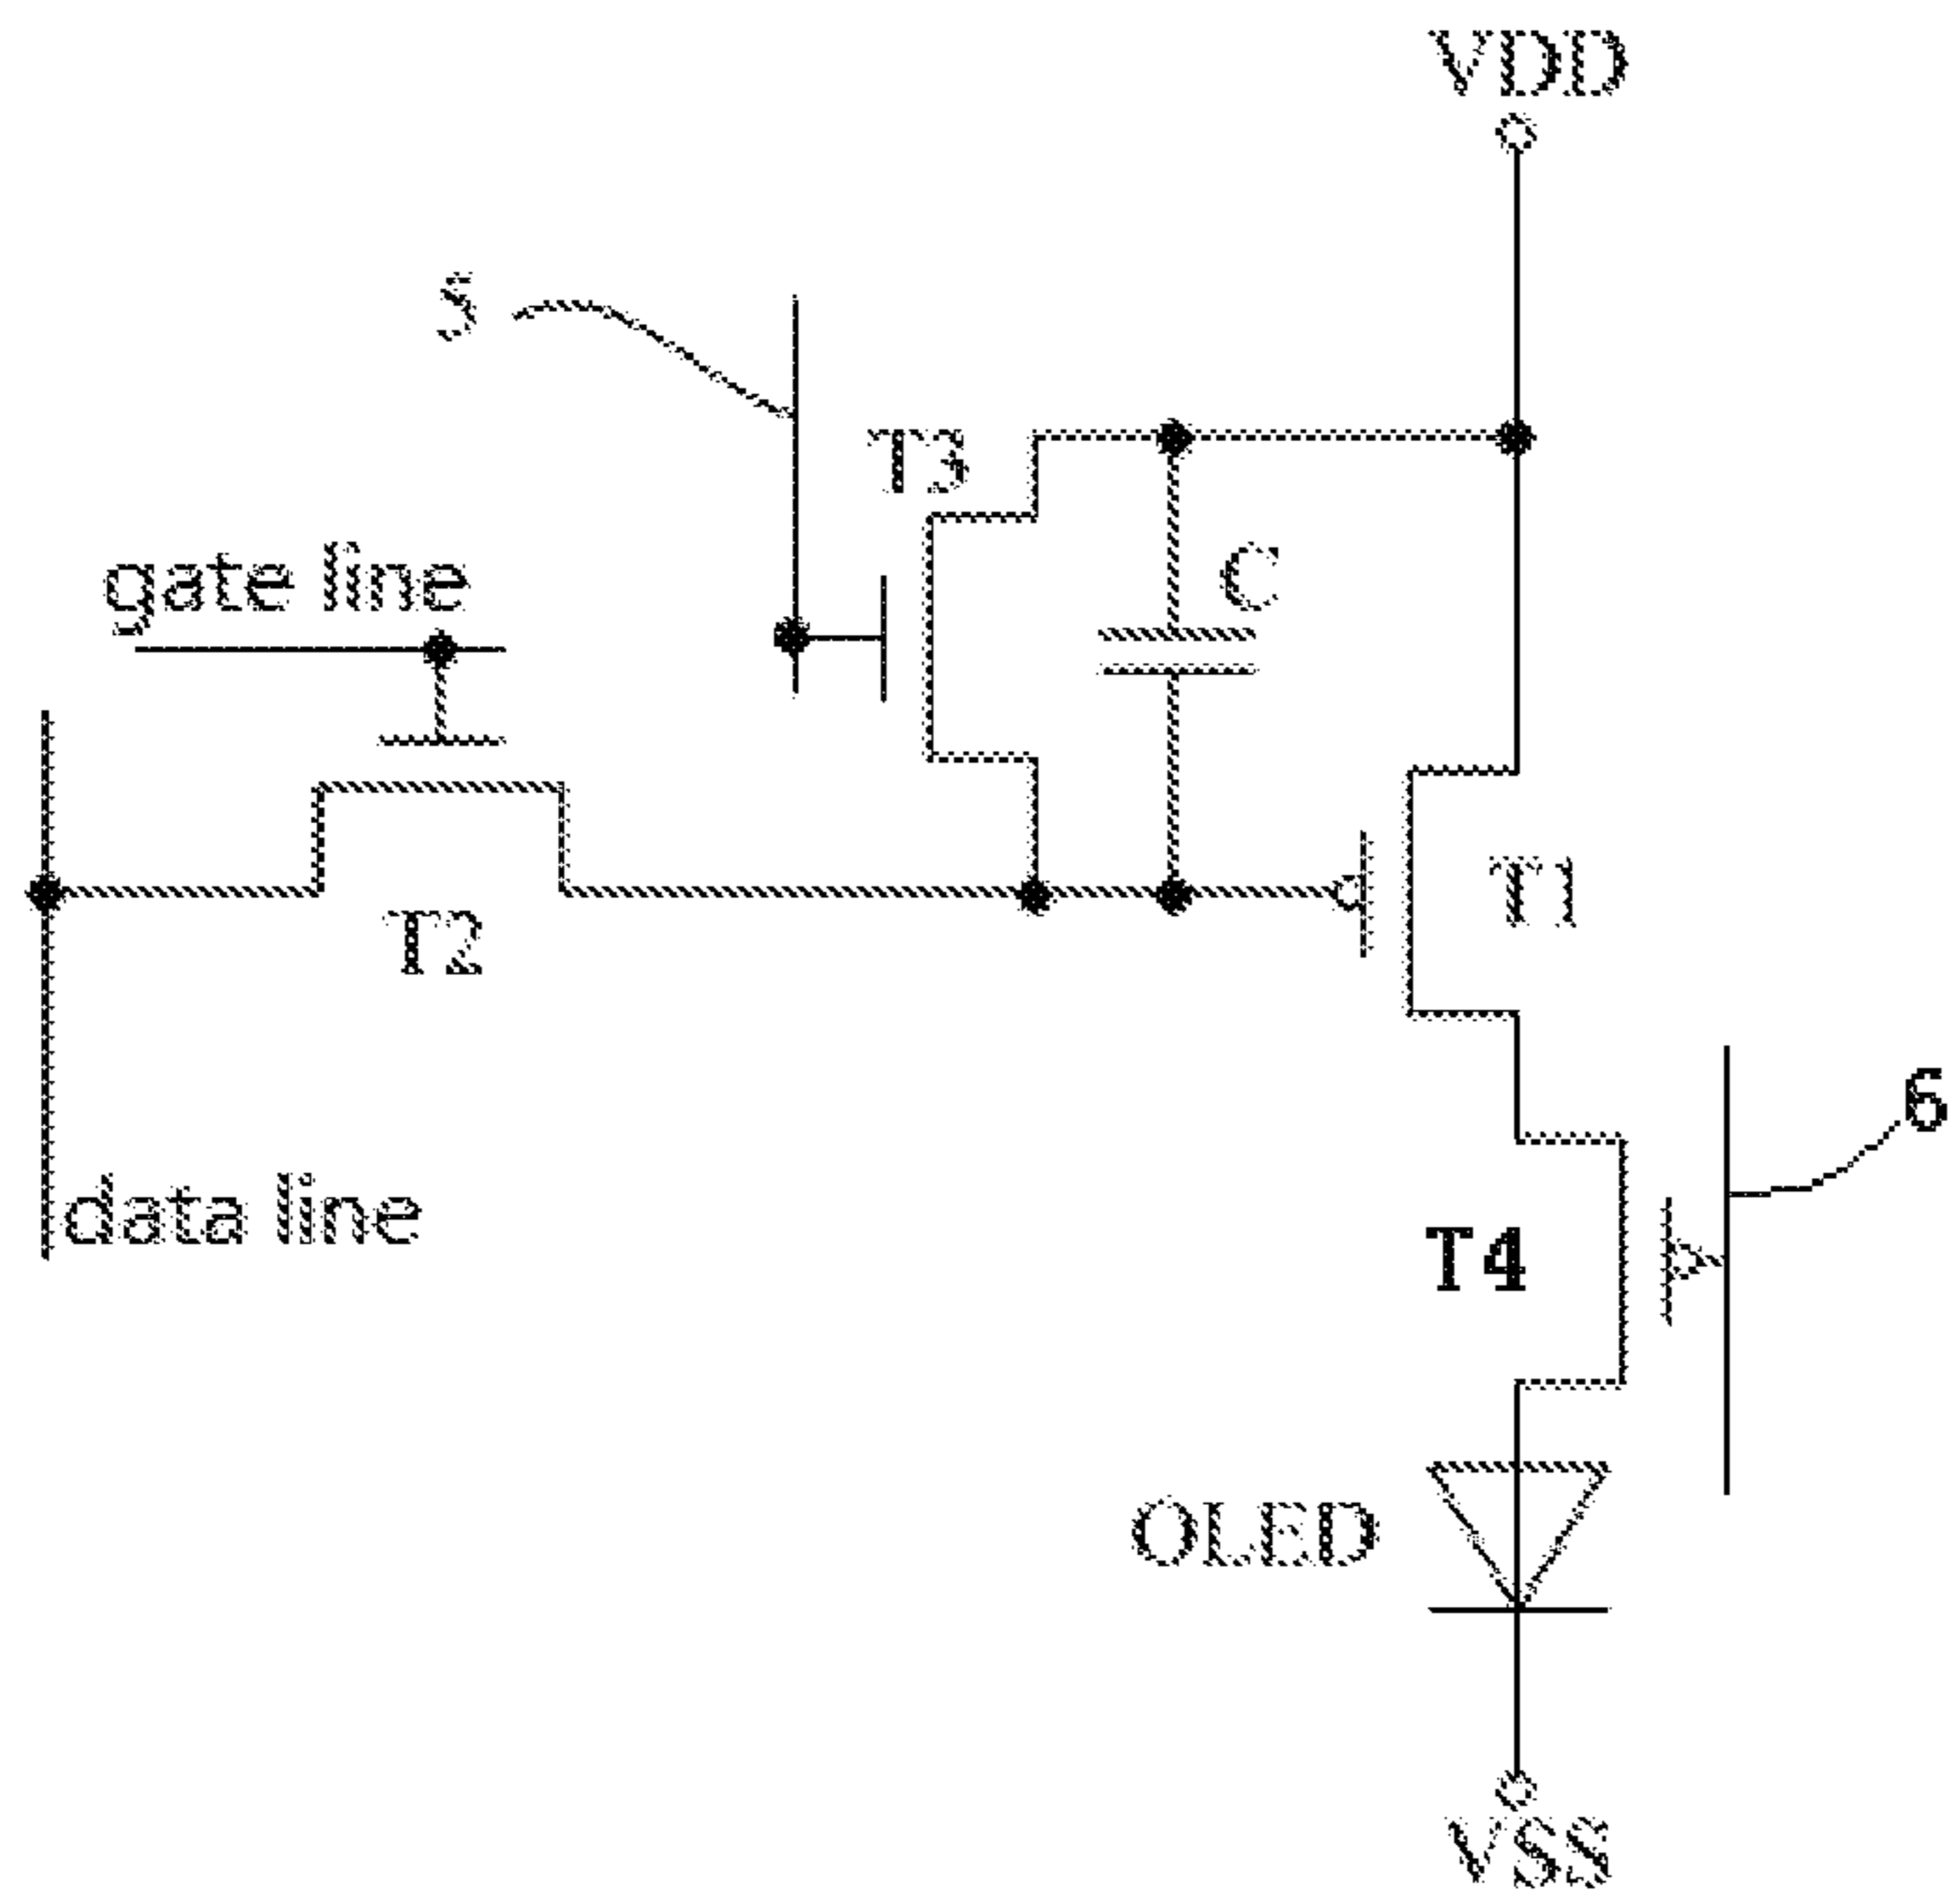 VDD
5
T3
C
gate line
T1
T2
6
data line
T4
OLED
VSS